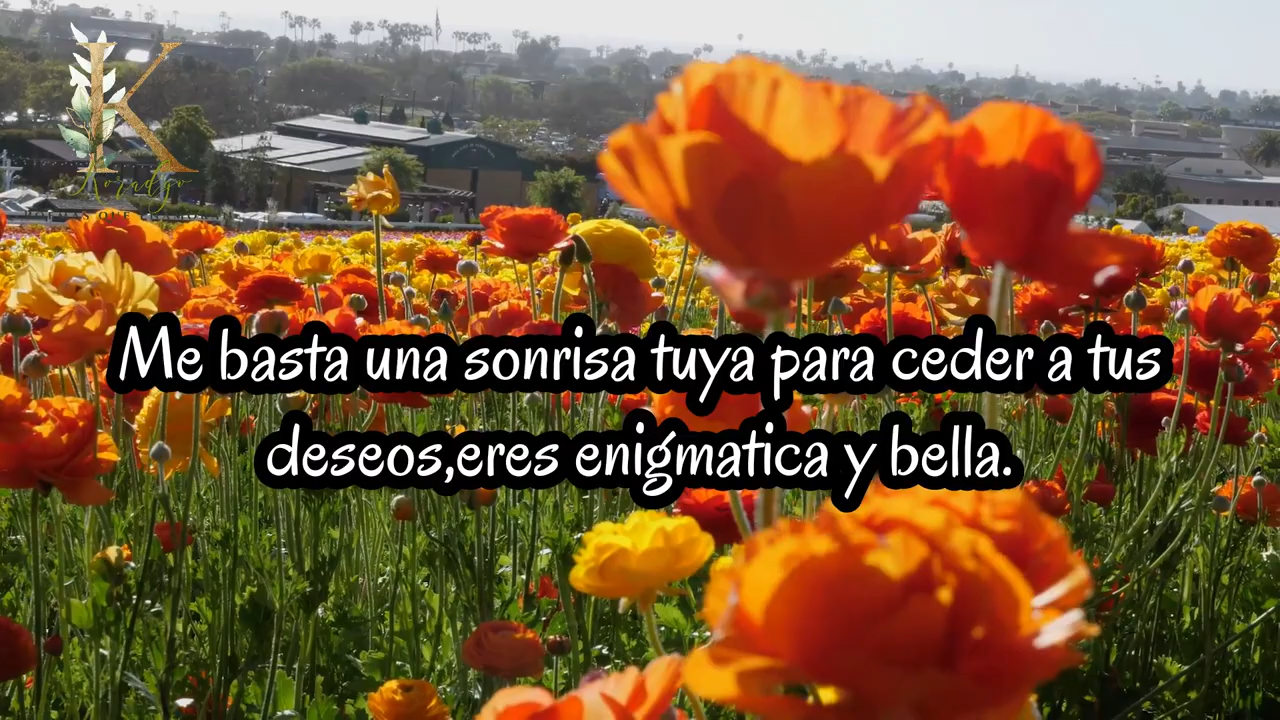 K
Me basta una sonrisa tuya para ceder a tus
deseos,eres enigmatica y bella.